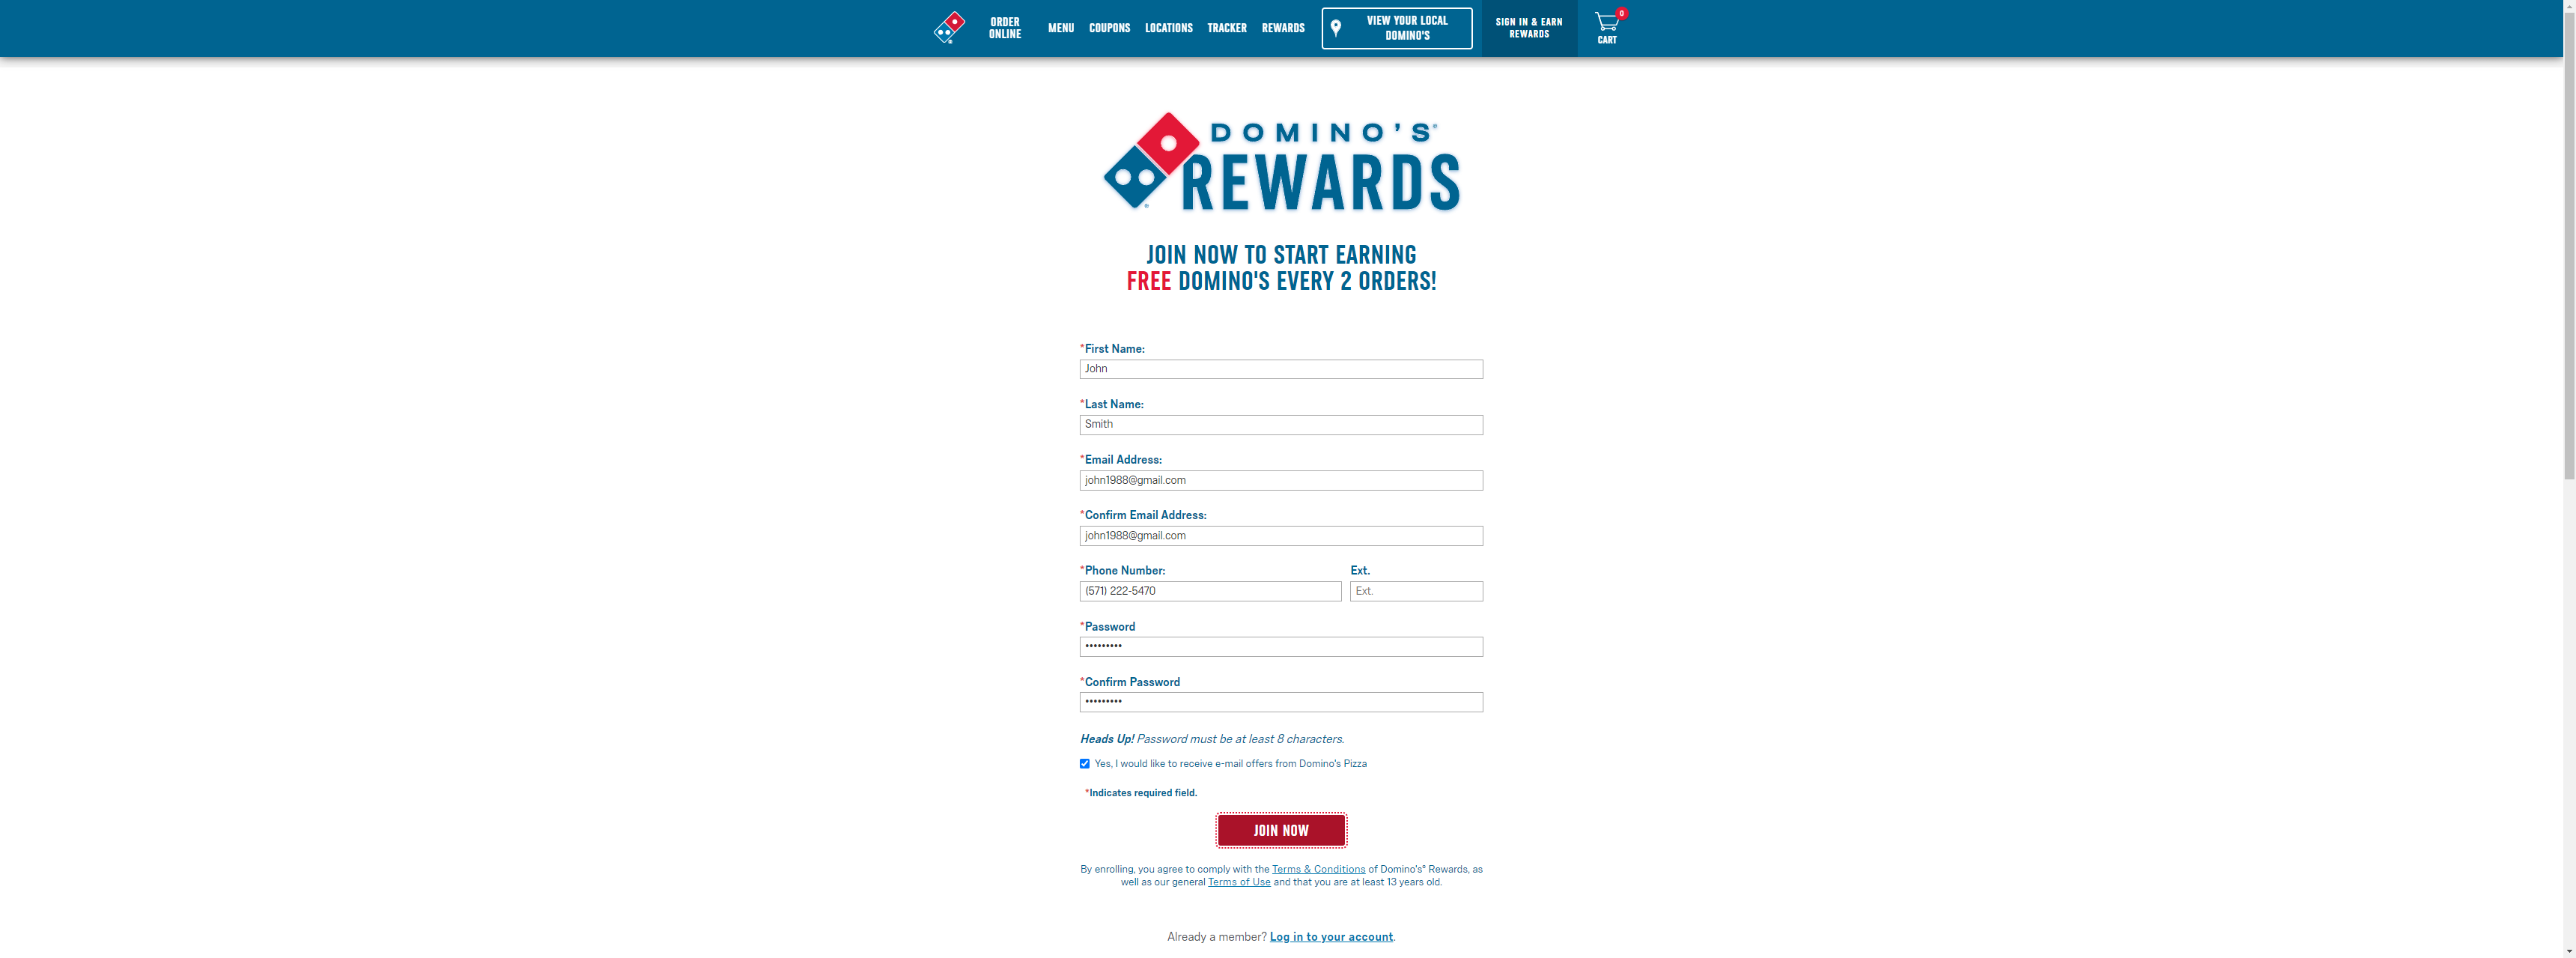 ORDER
ONLINE
MENU
COUPONS
LOCATIONS
TRACKER
REWARDS
VIEW YOUR LOCAL
DOMINO'S
SIGN IN & EARN
REWARDS
0
CART
DOMINO'S®
REWARDS
JOIN NOW TO START EARNING
FREE DOMINO'S EVERY 2 ORDERS!
*First Name:
John
*Last Name:
Smith
*Email Address:
john1988@gmail.com
*Confirm Email Address:
john1988@gmail.com
*Phone Number:
Ext.
(571) 222-5470
Ext.
*Password
•••••••••
*Confirm Password
•••••••••
Heads Up! Password must be at least 8 characters.
Yes, I would like to receive e-mail offers from Domino's Pizza
*Indicates required field.
JOIN NOW
By enrolling, you agree to comply with the Terms & Conditions of Domino's® Rewards, as
well as our general Terms of Use and that you are at least 13 years old.
Already a member? Log in to your account.